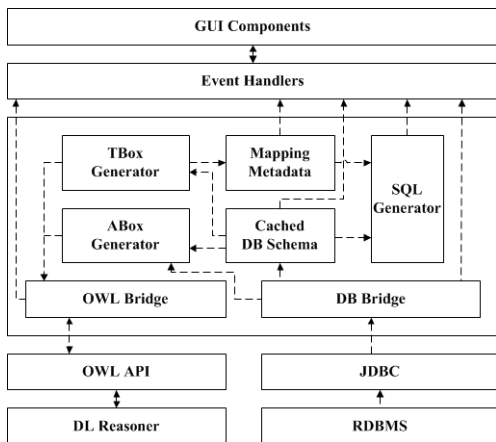 GUI Components
Event Handlers
TBox
Generator
Mapping
Metadata
SQL
Generator
ABox
Generator
Cached
DB Schema
OWL Bridge
DB Bridge
OWL API
JDBC
DL Reasoner
RDBMS